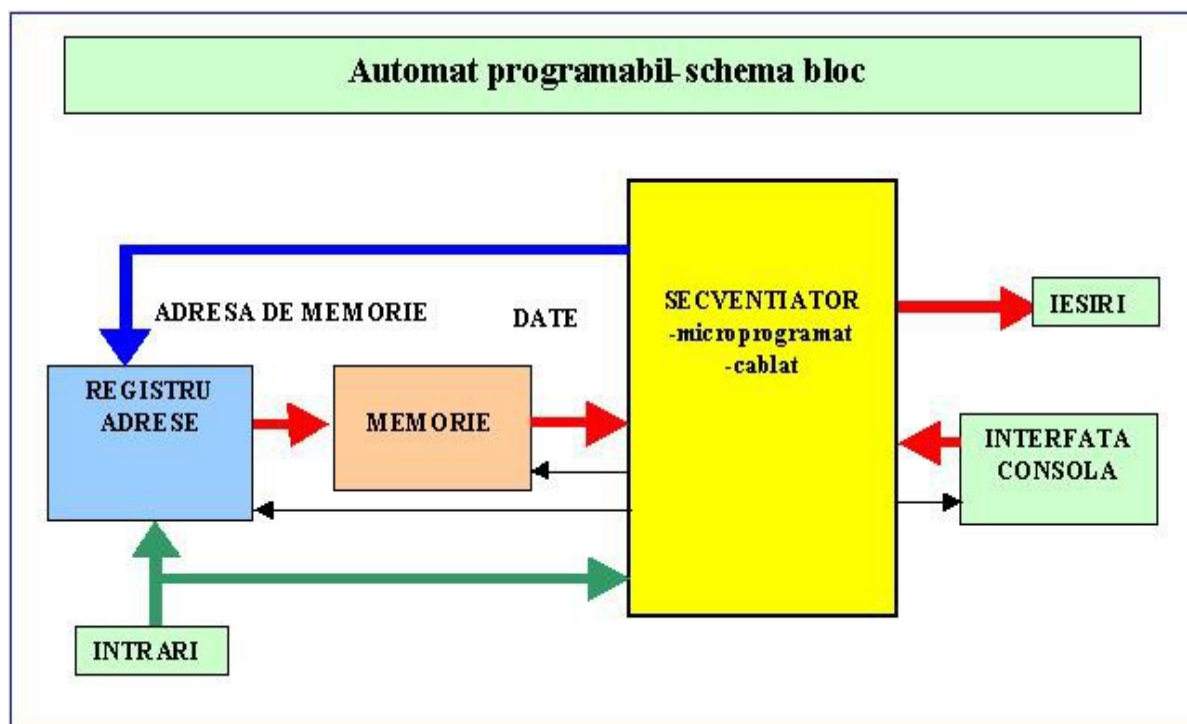 Automat programabil-schema bloc
ADRESA DE MEMORIE
DATE
SECVENTIATOR
-microprogramat
-cablat
IESIRI
REGISTRU
ADRESE
MEMORIE
INTERFATA
CONSOLA
INTRARI